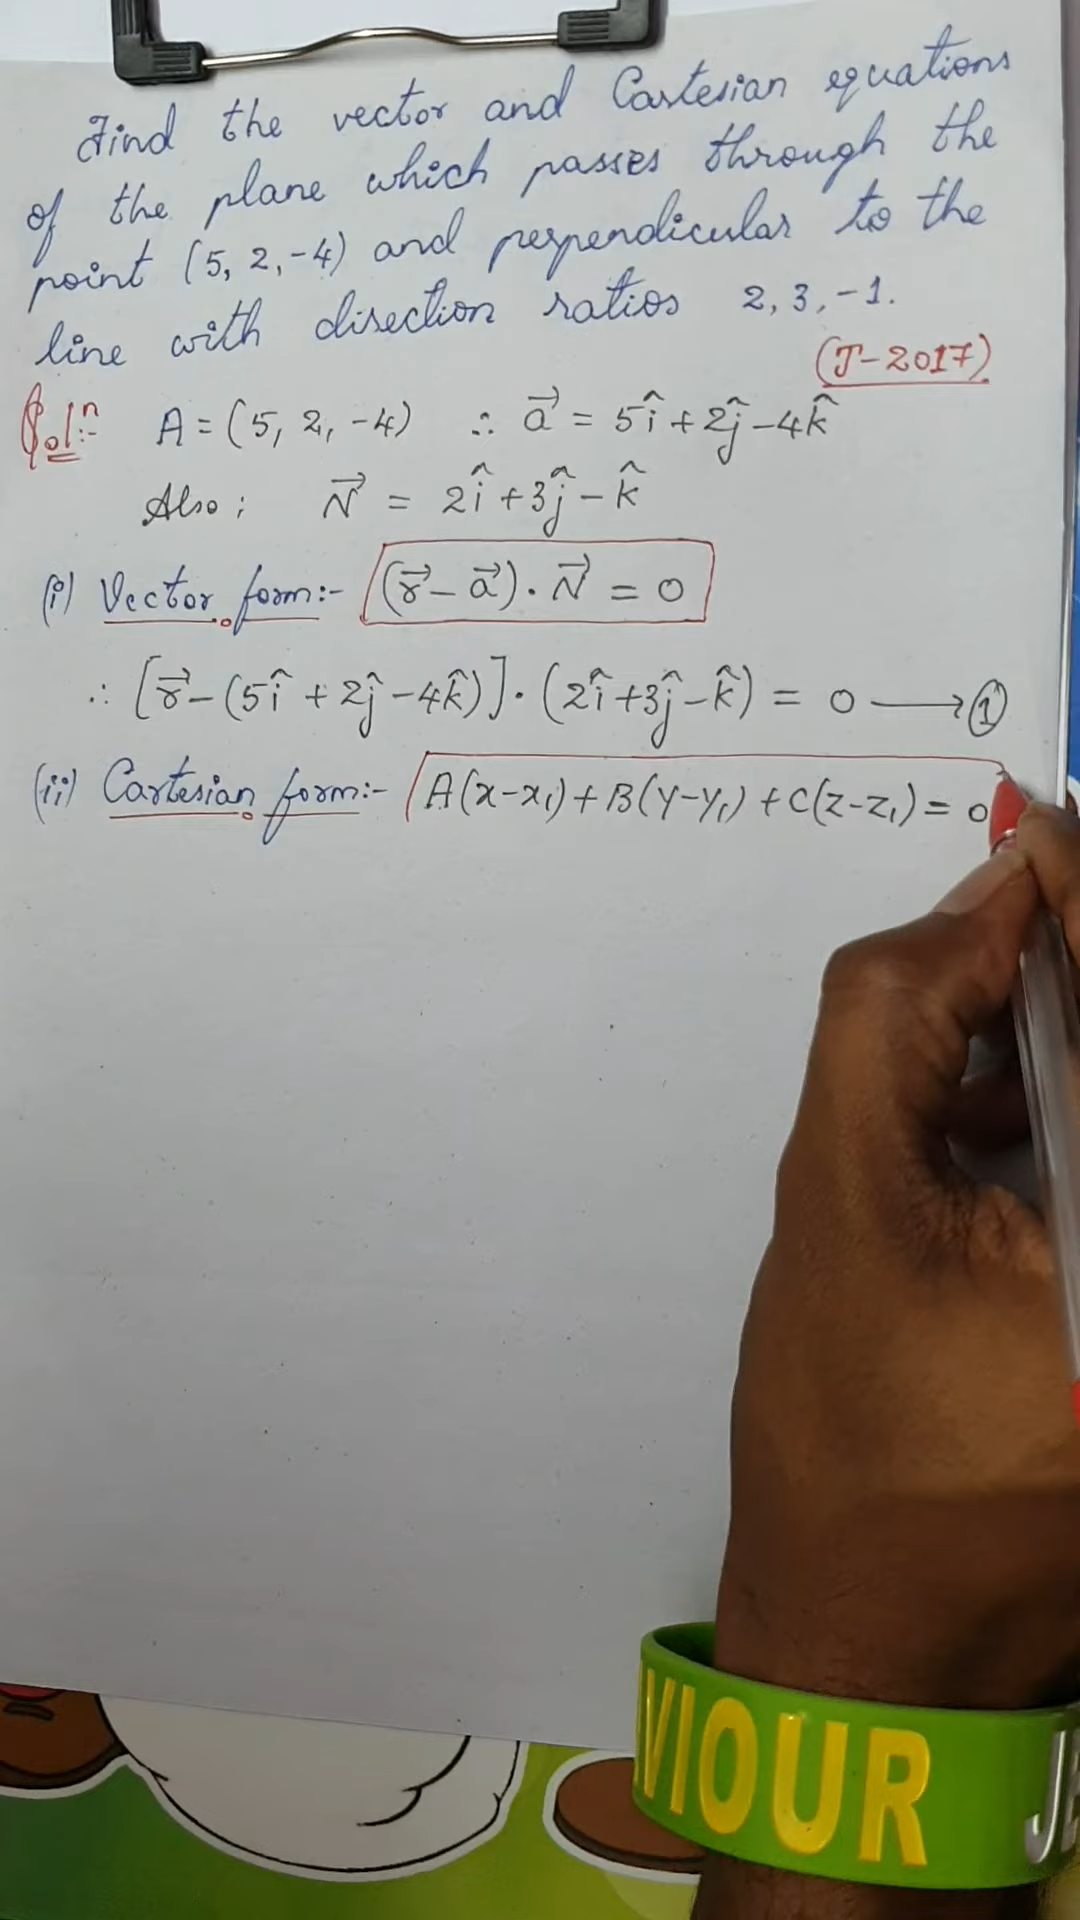 Find the vector and Cartesian equations
of the plane which passes through the
point (5, 2, -4) and perpendicular to the
line with direction ratios 2, 3, -1.
(J-2017)
Solⁿ:- A = (5, 2, -4) ∴ a⃗ = 5î + 2ĵ - 4k̂
Also; N⃗ = 2î + 3ĵ - k̂
(i) Vector form:- (r⃗ - a⃗) · N⃗ = 0
∴ [r⃗ - (5î + 2ĵ - 4k̂)] · (2î + 3ĵ - k̂) = 0 ⟶ ①
(ii) Cartesian form:- A(x-x₁) + B(y-y₁) + C(z-z₁) = 0
VIOUR